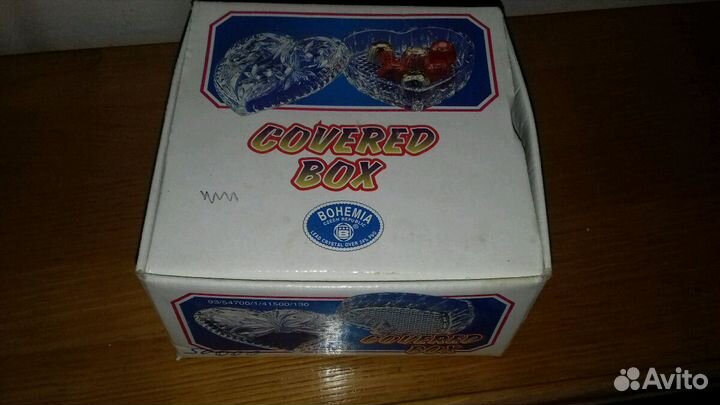 COVERED
BOX
BOHEMIA
CZECH REPUBLIC
LEAD CRYSTAL OVER 24% PBO
93/54700/1/41500/130
COVERED
BOX
Avito